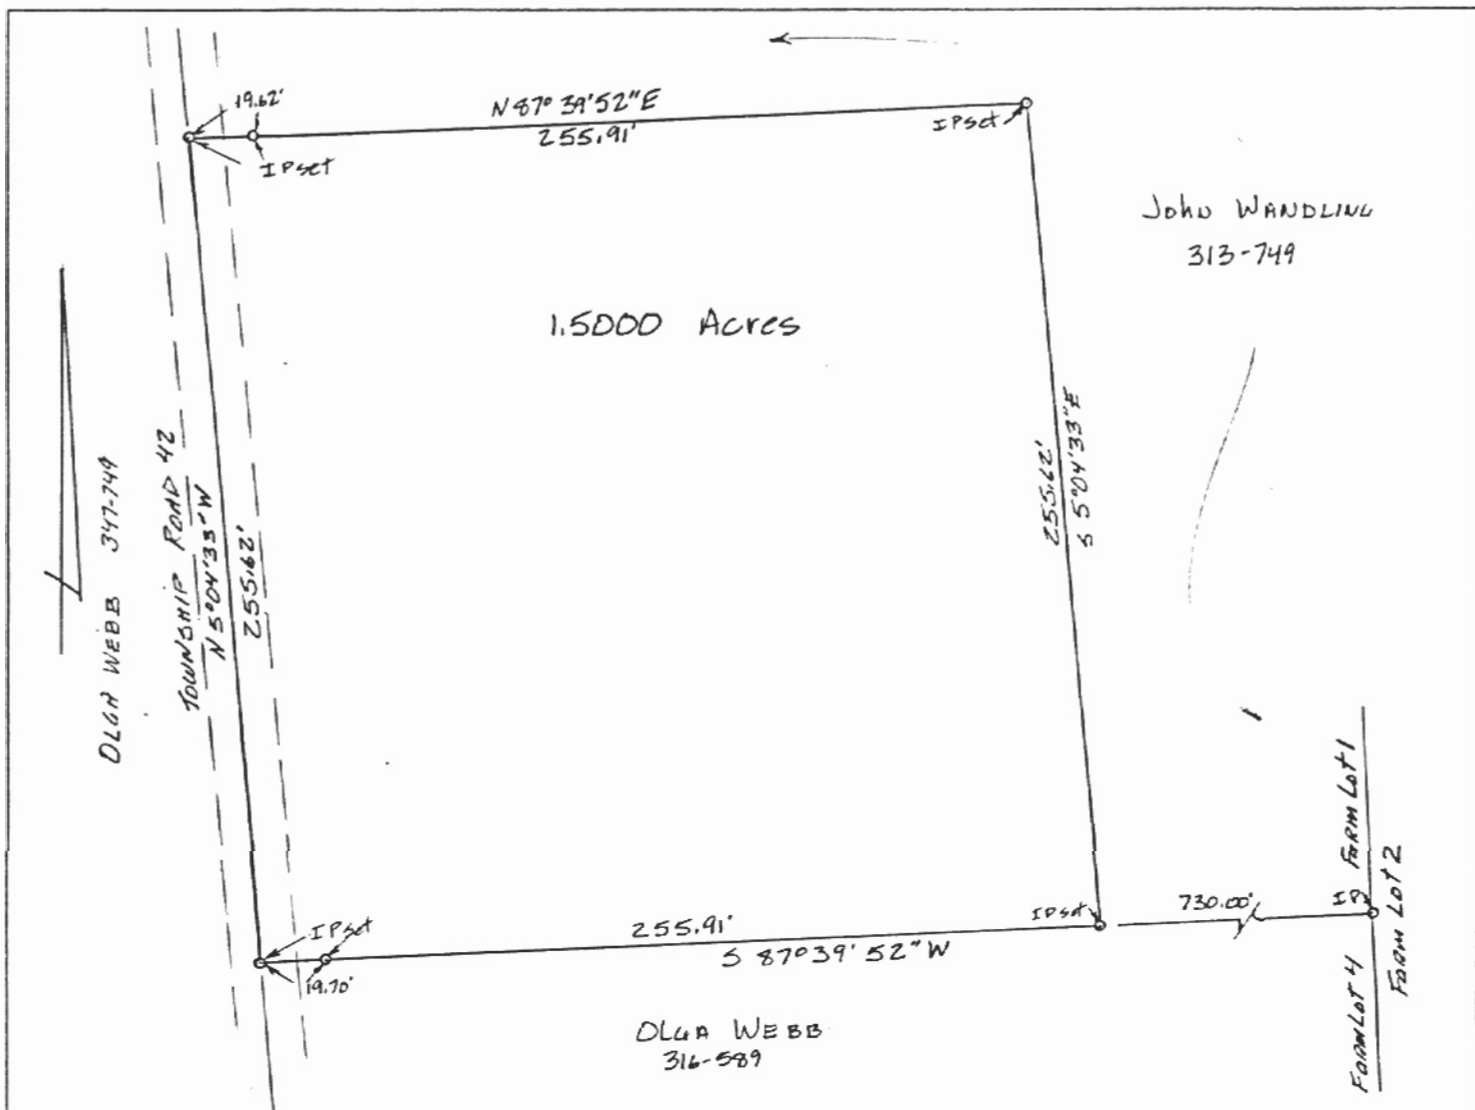 19.62'
N 87° 39' 52" E
255.91'
IPset
IPset
John WANDLING
313-749
1.5000 Acres
OLGA WEBB 347-749
TOWNSHIP ROAD 42
N 5° 04' 33" W
255.62'
255.62'
S 5° 04' 33" E
IPset
19.70'
255.91'
S 87° 39' 52" W
IPset
730.00'
IP
FARM Lot 1
FARM Lot 2
FARM LOT 4
OLGA WEBB
316-589